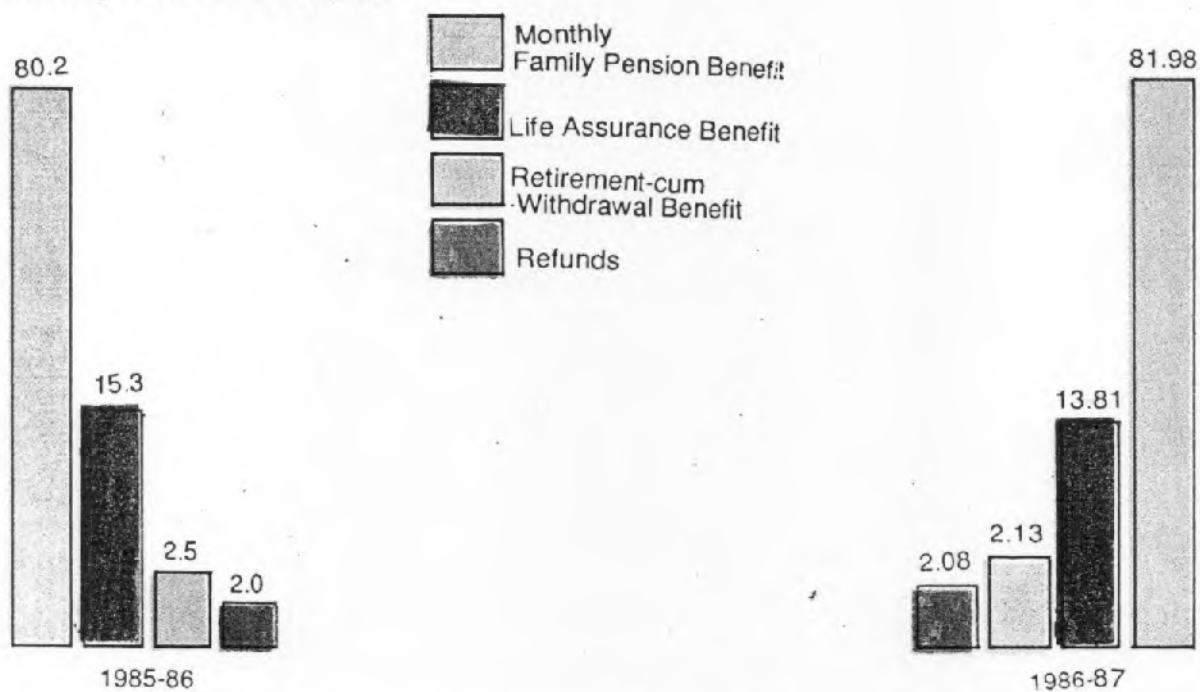 Monthly
Family Pension Benefit
Life Assurance Benefit
Retirement-cum
-Withdrawal Benefit
Refunds
80.2
15.3
2.5
2.0
1985-86
2.08
2.13
13.81
81.98
1986-87